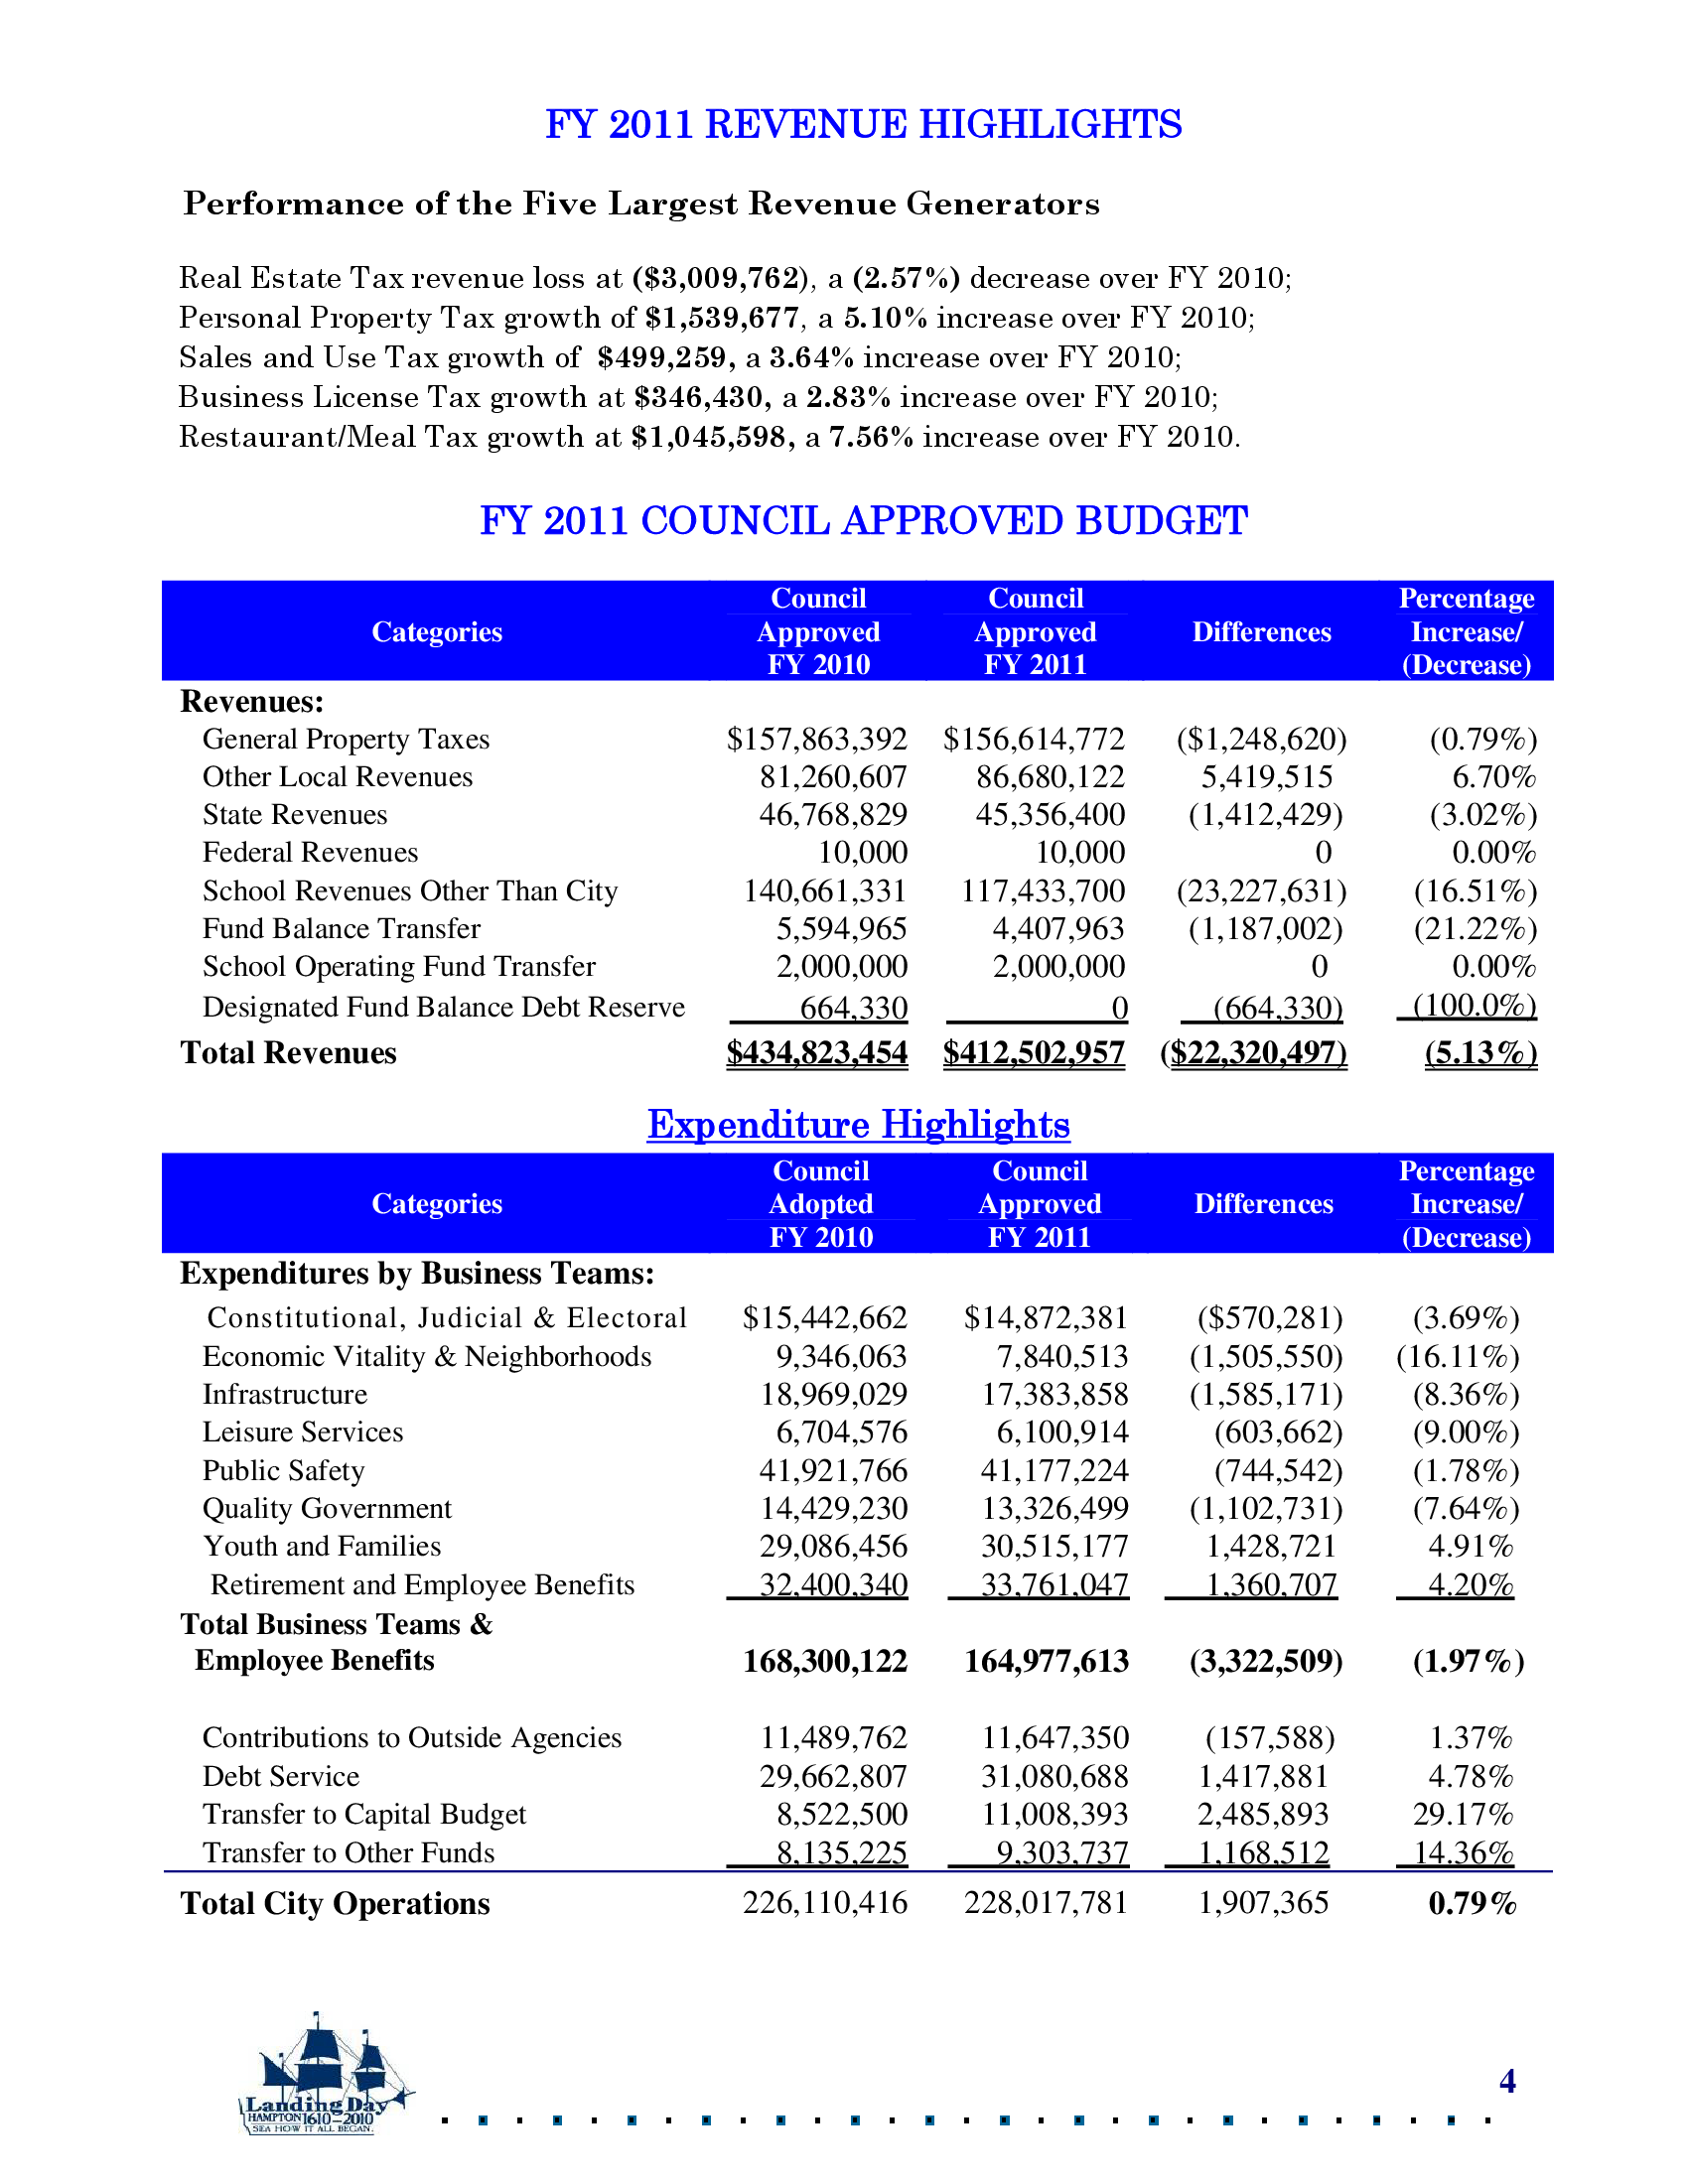 FY 2011 REVENUE HIGHLIGHTS
Performance of the Five Largest Revenue Generators
Real Estate Tax revenue loss at ($3,009,762), a (2.57%) decrease over FY 2010;
Personal Property Tax growth of $1,539,677, a 5.10% increase over FY 2010;
Sales and Use Tax growth of $499,259, a 3.64% increase over FY 2010;
Business License Tax growth at $346,430, a 2.83% increase over FY 2010;
Restaurant/Meal Tax growth at $1,045,598, a 7.56% increase over FY 2010.
FY 2011 COUNCIL APPROVED BUDGET
Categories Council Approved FY 2010 Council Approved FY 2011 Differences Percentage Increase/ (Decrease)
Revenues:
General Property Taxes $157,863,392 $156,614,772 ($1,248,620) (0.79%)
Other Local Revenues 81,260,607 86,680,122 5,419,515 6.70%
State Revenues 46,768,829 45,356,400 (1,412,429) (3.02%)
Federal Revenues 10,000 10,000 0 0.00%
School Revenues Other Than City 140,661,331 117,433,700 (23,227,631) (16.51%)
Fund Balance Transfer 5,594,965 4,407,963 (1,187,002) (21.22%)
School Operating Fund Transfer 2,000,000 2,000,000 0 0.00%
Designated Fund Balance Debt Reserve 664,330 0 (664,330) (100.0%)
Total Revenues $434,823,454 $412,502,957 ($22,320,497) (5.13%)
Expenditure Highlights
Categories Council Adopted FY 2010 Council Approved FY 2011 Differences Percentage Increase/ (Decrease)
Expenditures by Business Teams:
Constitutional, Judicial & Electoral $15,442,662 $14,872,381 ($570,281) (3.69%)
Economic Vitality & Neighborhoods 9,346,063 7,840,513 (1,505,550) (16.11%)
Infrastructure 18,969,029 17,383,858 (1,585,171) (8.36%)
Leisure Services 6,704,576 6,100,914 (603,662) (9.00%)
Public Safety 41,921,766 41,177,224 (744,542) (1.78%)
Quality Government 14,429,230 13,326,499 (1,102,731) (7.64%)
Youth and Families 29,086,456 30,515,177 1,428,721 4.91%
Retirement and Employee Benefits 32,400,340 33,761,047 1,360,707 4.20%
Total Business Teams &
Employee Benefits 168,300,122 164,977,613 (3,322,509) (1.97%)
Contributions to Outside Agencies 11,489,762 11,647,350 (157,588) 1.37%
Debt Service 29,662,807 31,080,688 1,417,881 4.78%
Transfer to Capital Budget 8,522,500 11,008,393 2,485,893 29.17%
Transfer to Other Funds 8,135,225 9,303,737 1,168,512 14.36%
Total City Operations 226,110,416 228,017,781 1,907,365 0.79%
4
Landing Day
HAMPTON 1610-2010
SEA HOW IT ALL BEGAN.